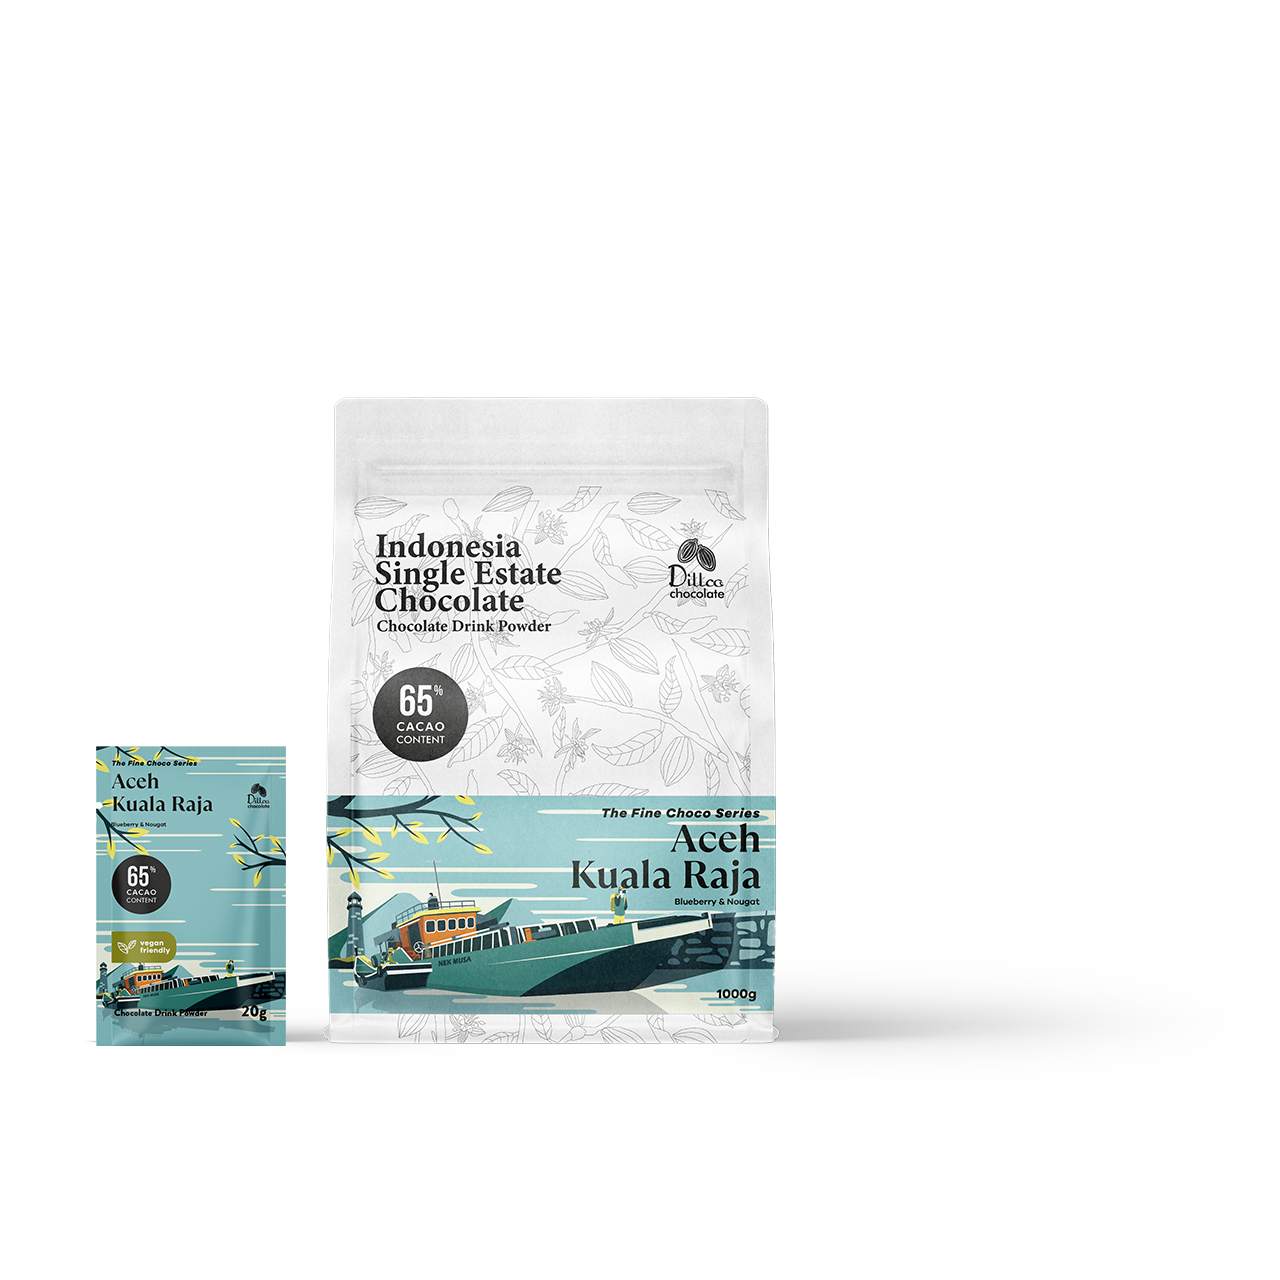 The Fine Choco Series
Aceh
Kuala Raja
Blueberry & Nougat
Dillco
chocolate
65%
CACAO
CONTENT
vegan
friendly
NEK MUSA
Chocolate Drink Powder
20g
Indonesia
Single Estate
Chocolate
Chocolate Drink Powder
Dillco
chocolate
65%
CACAO
CONTENT
The Fine Choco Series
Aceh
Kuala Raja
Blueberry & Nougat
NEK MUSA
1000g